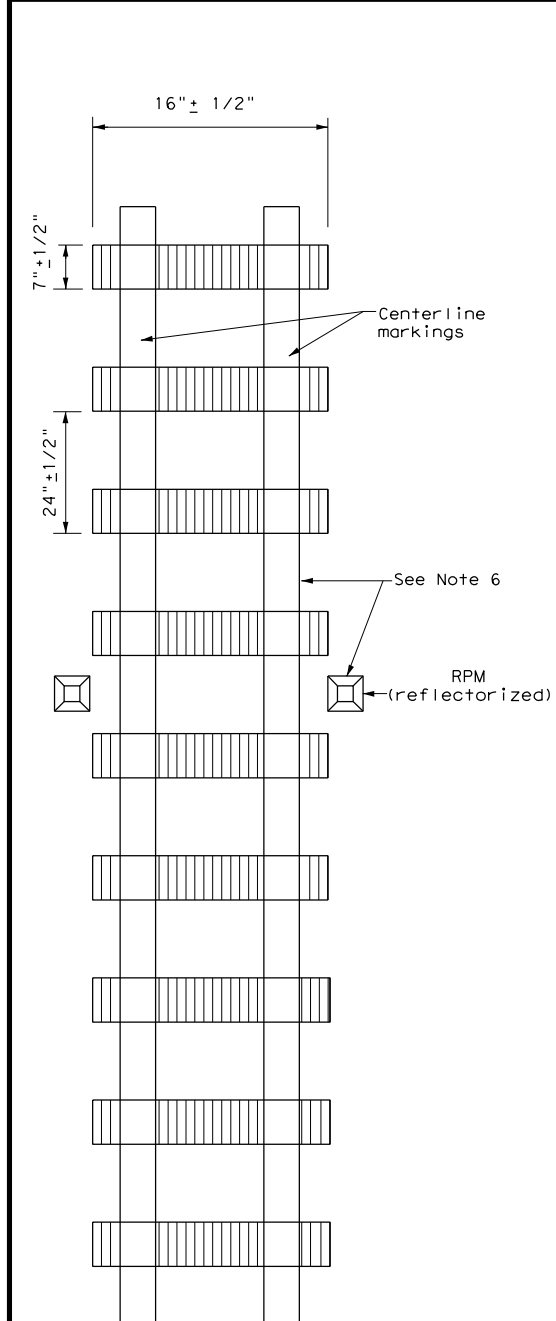 16"± 1/2"
7"±1/2"
Centerline
markings
24"±1/2"
See Note 6
RPM
(reflectorized)